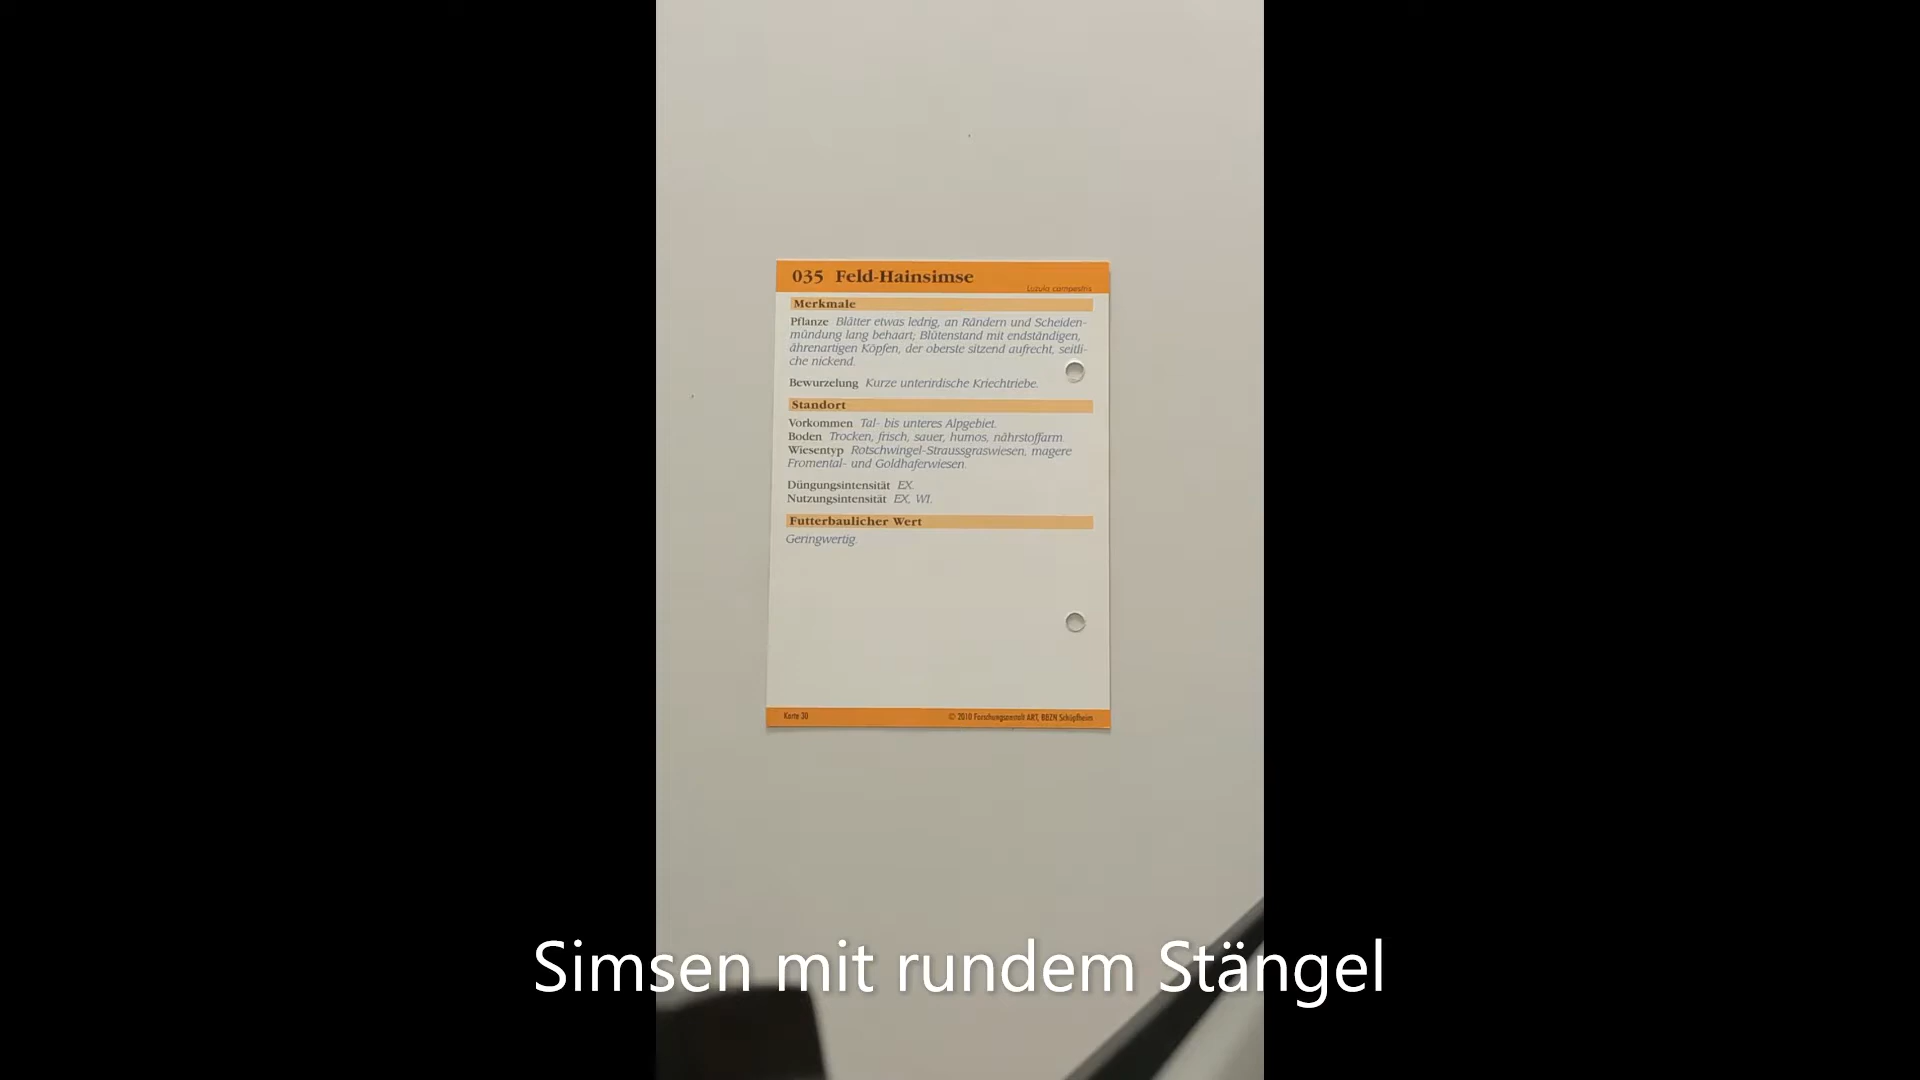 035 Feld-Hainsimse
Luzula campestris
Merkmale
Pflanze Blätter etwas ledrig, an Rändern und Scheiden-
mündung lang behaart; Blütenstand mit endständigen,
ährenartigen Köpfen, der oberste sitzend aufrecht, seitli-
che nickend.
Bewurzelung Kurze unterirdische Kriechtriebe.
Standort
Vorkommen Tal- bis unteres Alpgebiet.
Boden Trocken, frisch, sauer, humos, nährstoffarm.
Wiesentyp Rotschwingel-Straussgraswiesen, magere
Fromental- und Goldhaferwiesen.
Düngungsintensität EX.
Nutzungsintensität EX, WI.
Futterbaulicher Wert
Geringwertig.
Karte 30
© 2010 Forschungsanstalt ART, BBZN Schüpfheim
Simsen mit rundem Stängel